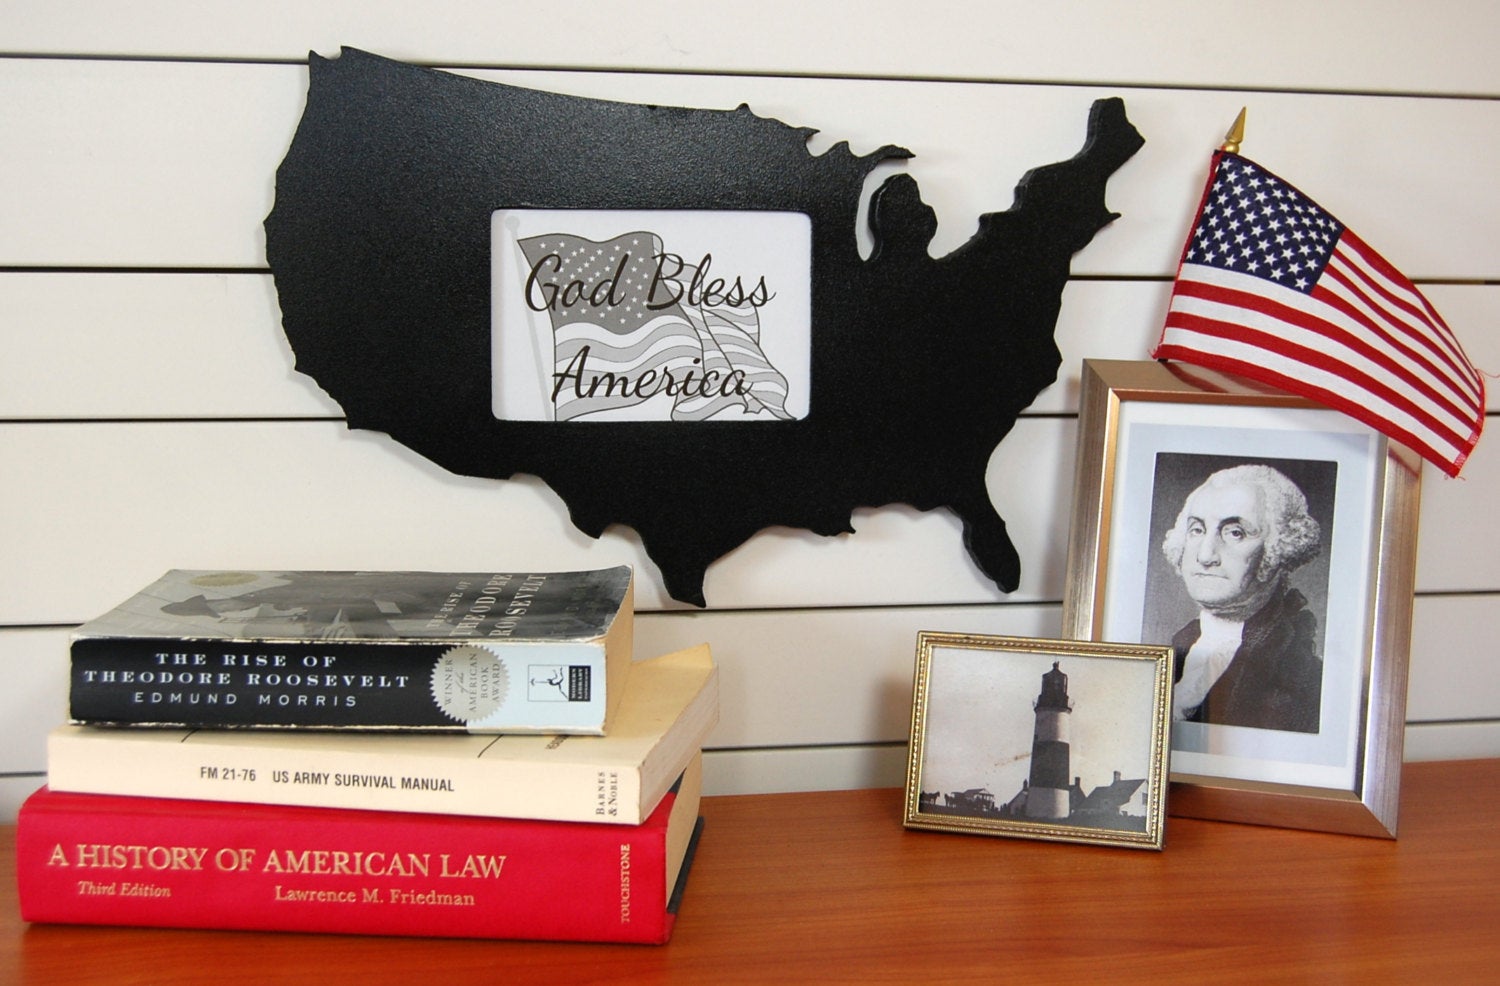 God Bless
America
THE RISE OF
THEODORE
ROOSEVELT
THE RISE OF
THEODORE ROOSEVELT
EDMUND MORRIS
WINNER
of the
AMERICAN
BOOK
AWARD
MODERN
LIBRARY
FM 21-76 US ARMY SURVIVAL MANUAL
BARNES
& NOBLE
A HISTORY OF AMERICAN LAW
Third Edition
Lawrence M. Friedman
TOUCHSTONE